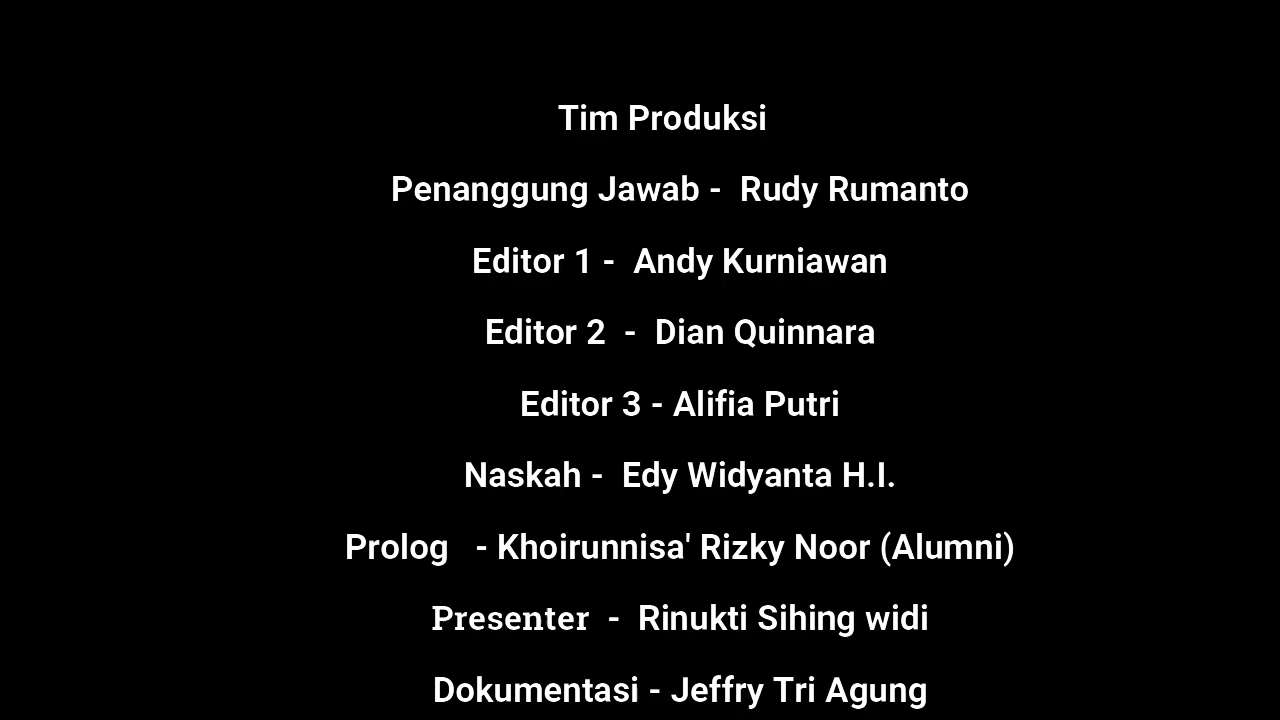 Tim Produksi
Penanggung Jawab -  Rudy Rumanto
Editor 1 -  Andy Kurniawan
Editor 2  -  Dian Quinnara
Editor 3 - Alifia Putri
Naskah -  Edy Widyanta H.I.
Prolog   - Khoirunnisa' Rizky Noor (Alumni)
Presenter  -  Rinukti Sihing widi
Dokumentasi - Jeffry Tri Agung